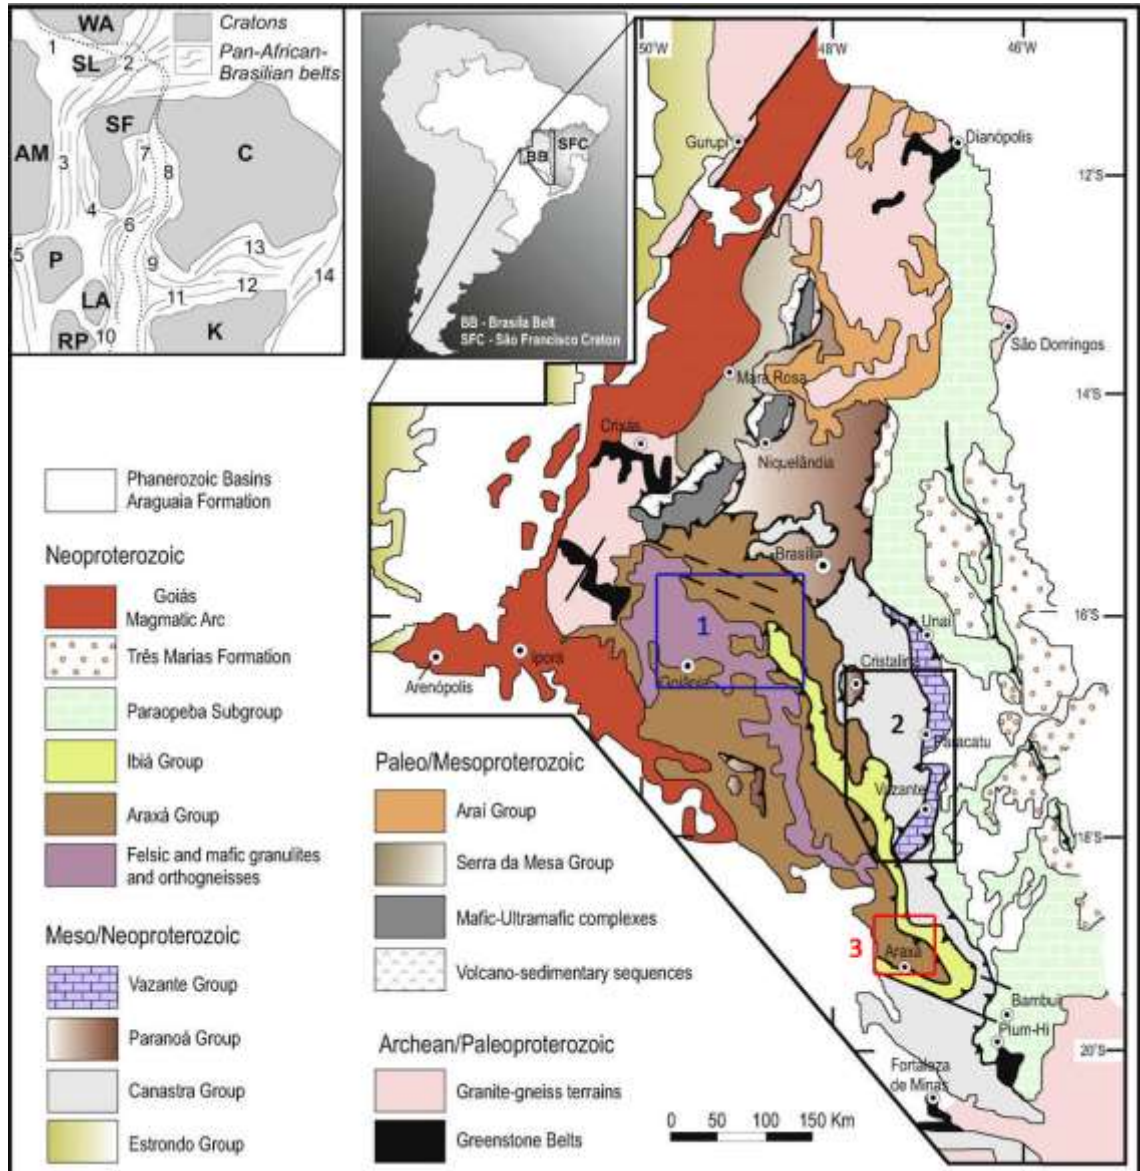 WA
Cratons
1
2
SL
Pan-African-
Brasilian belts
SF
AM
7
C
3
8
4
6
5
P
9
13
14
LA
11
12
RP
10
K
BB
SFC
BB - Brasila Belt
SFC - São Francisco Craton
50°W
48°W
46°W
12°S
14°S
16°S
18°S
20°S
Gurupi
Dianópolis
São Domingos
Mara Rosa
Crixás
Niquelândia
Brasília
Unaí
1
Cristalina
Goiânia
Iporá
Arenópolis
2
Paracatu
Vazante
3
Araxá
Bambuí
Pium-Hi
Fortaleza
de Minas
0 50 100 150 Km
Phanerozoic Basins
Araguaia Formation
Neoproterozoic
Goiás
Magmatic Arc
Três Marias Formation
Paraopeba Subgroup
Ibiá Group
Araxá Group
Felsic and mafic granulites
and orthogneisses
Meso/Neoproterozoic
Vazante Group
Paranoá Group
Canastra Group
Estrondo Group
Paleo/Mesoproterozoic
Araí Group
Serra da Mesa Group
Mafic-Ultramafic complexes
Volcano-sedimentary sequences
Archean/Paleoproterozoic
Granite-gneiss terrains
Greenstone Belts